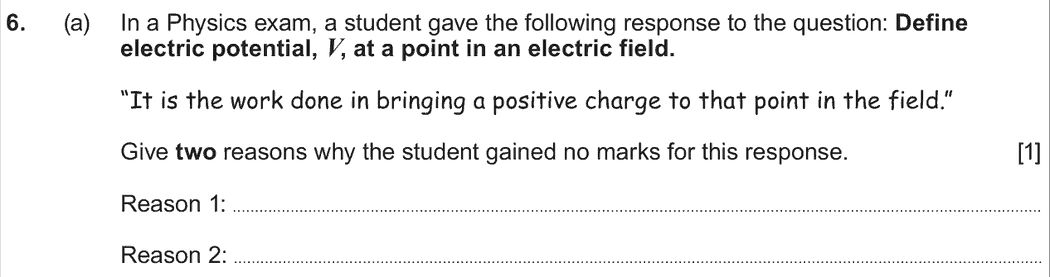 6. (a) In a Physics exam, a student gave the following response to the question: Define
electric potential, V, at a point in an electric field.
“It is the work done in bringing a positive charge to that point in the field.”
Give two reasons why the student gained no marks for this response. [1]
Reason 1:
Reason 2: